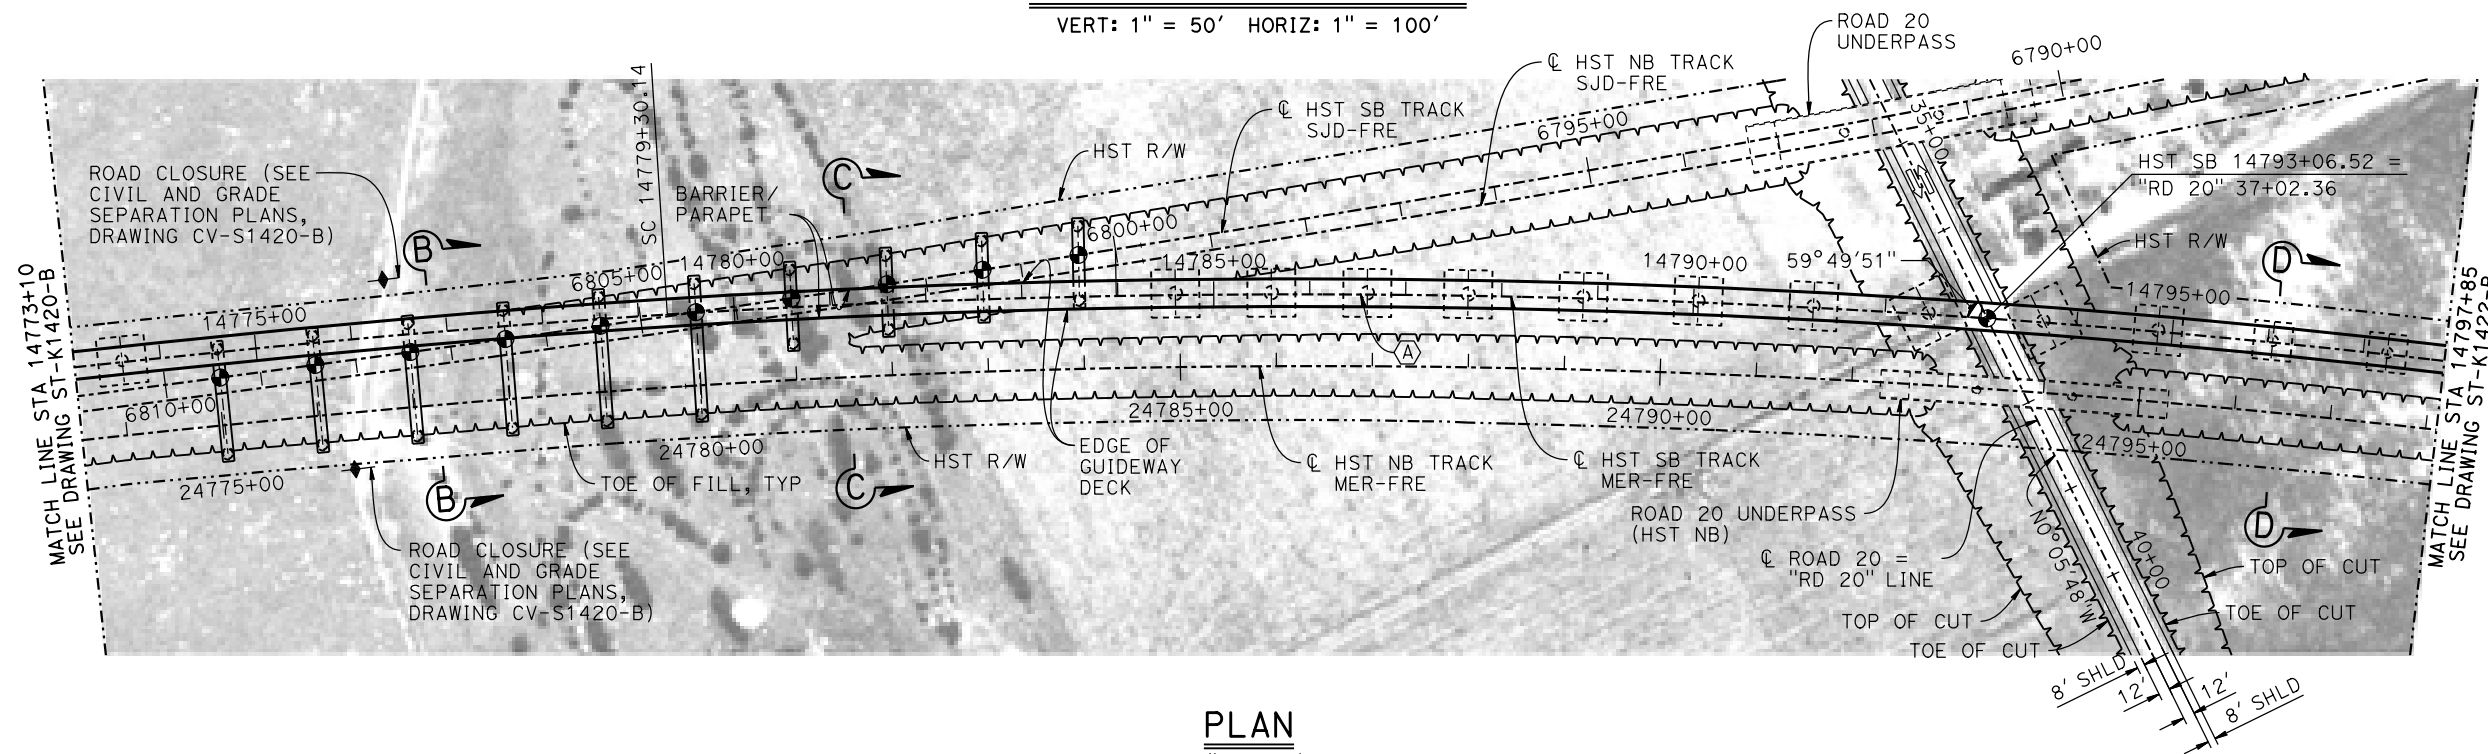 VERT: 1" = 50' HORIZ: 1" = 100'
ROAD 20
UNDERPASS
6790+00
℄ HST NB TRACK
SJD-FRE
℄ HST SB TRACK
SJD-FRE
6795+00
35+00
HST R/W
SC 14779+30.14
ROAD CLOSURE (SEE
CIVIL AND GRADE
SEPARATION PLANS,
DRAWING CV-S1420-B)
BARRIER/
PARAPET
C
B
HST SB 14793+06.52 =
"RD 20" 37+02.36
HST R/W
D
6800+00
14780+00
6805+00
14785+00
14790+00
59°49'51"
14795+00
14775+00
6810+00
A
MATCH LINE STA 14773+10
SEE DRAWING ST-K1420-B
MATCH LINE STA 14797+85
SEE DRAWING ST-K1422-B
24785+00
24790+00
24795+00
24780+00
24775+00
HST R/W
EDGE OF
GUIDEWAY
DECK
℄ HST NB TRACK
MER-FRE
℄ HST SB TRACK
MER-FRE
TOE OF FILL, TYP
B
C
D
ROAD 20 UNDERPASS
(HST NB)
℄ ROAD 20 =
"RD 20" LINE
N0°05'48"W
40+00
ROAD CLOSURE (SEE
CIVIL AND GRADE
SEPARATION PLANS,
DRAWING CV-S1420-B)
TOP OF CUT
TOP OF CUT
TOE OF CUT
TOE OF CUT
8' SHLD
12'
12'
8' SHLD
PLAN